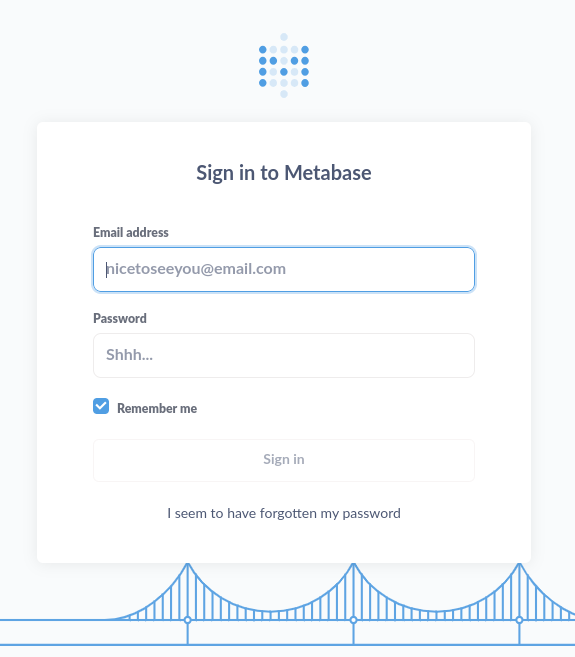 Sign in to Metabase
Email address
nicetoseeyou@email.com
Password
Shhh...
Remember me
Sign in
I seem to have forgotten my password